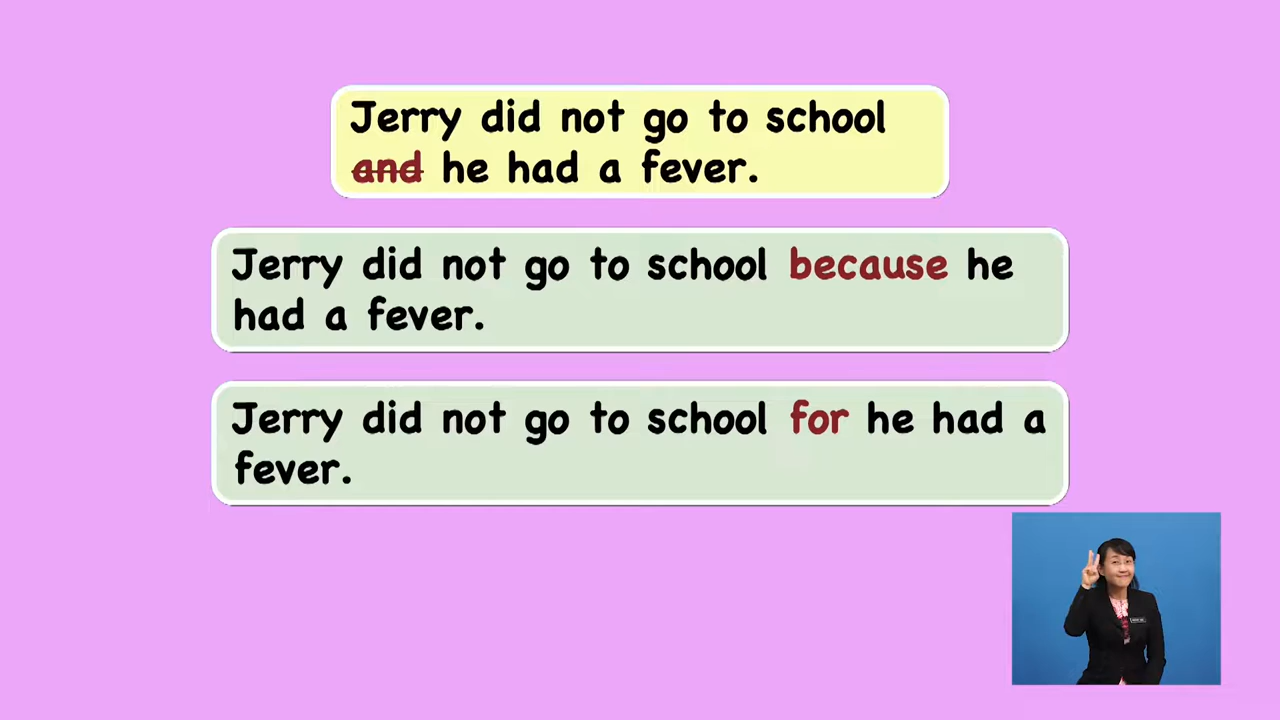 Jerry did not go to school
and he had a fever.
Jerry did not go to school because he
had a fever.
Jerry did not go to school for he had a
fever.